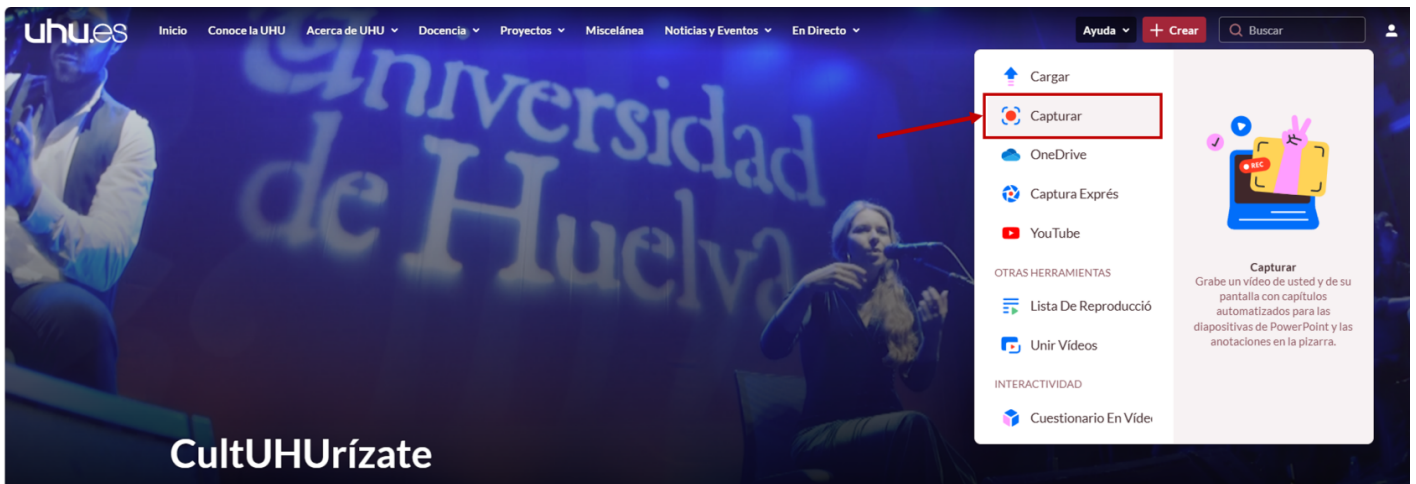 uhu.es
Inicio Conoce la UHU Acerca de UHU Docencia Proyectos Miscelánea Noticias y Eventos En Directo Ayuda + Crear Buscar
Universidad
de Huelva
CultUHUrízate
Cargar
Capturar
OneDrive
Captura Exprés
YouTube
OTRAS HERRAMIENTAS
Lista De Reproducció
Unir Vídeos
INTERACTIVIDAD
Cuestionario En Víde
REC
Capturar
Grabe un vídeo de usted y de su
pantalla con capítulos
automatizados para las
diapositivas de PowerPoint y las
anotaciones en la pizarra.